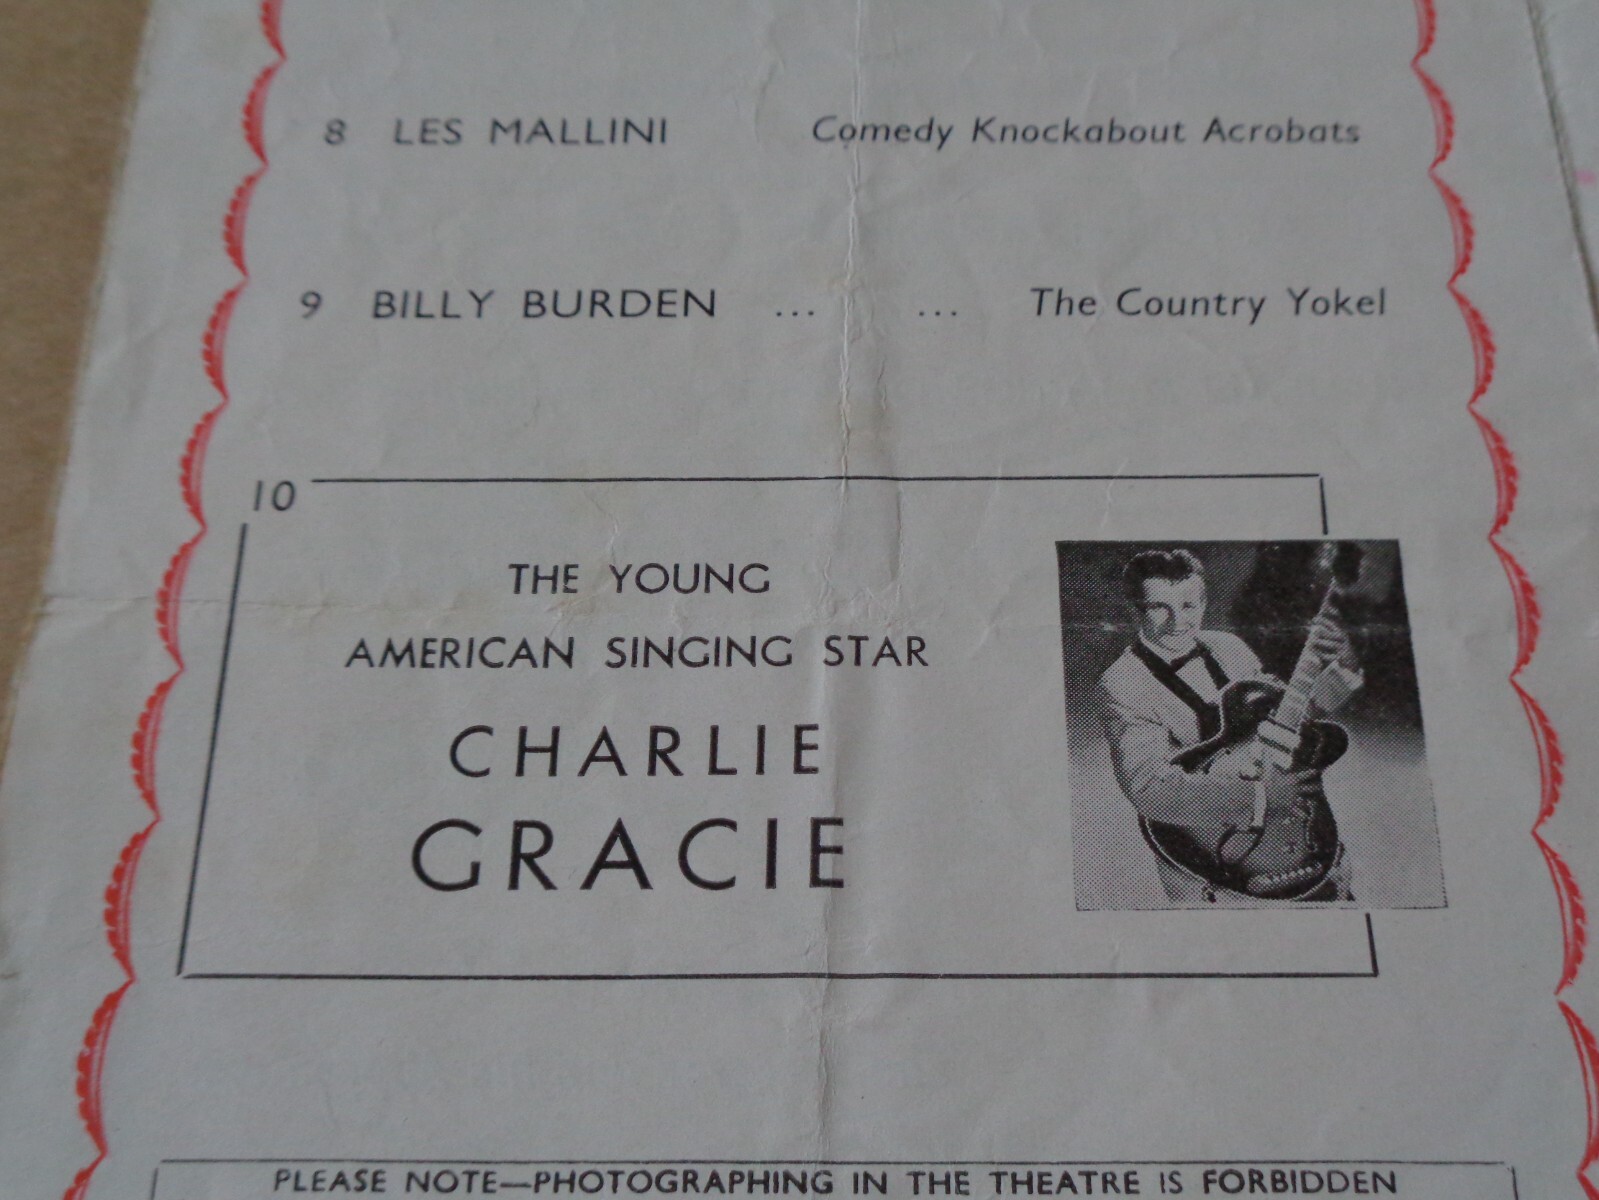 8 LES MALLINI Comedy Knockabout Acrobats
9 BILLY BURDEN ... ... The Country Yokel
10
THE YOUNG
AMERICAN SINGING STAR
CHARLIE
GRACIE
PLEASE NOTE—PHOTOGRAPHING IN THE THEATRE IS FORBIDDEN